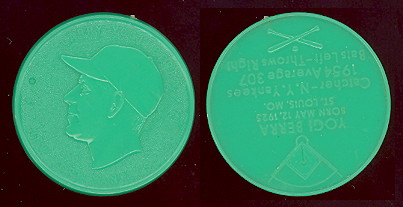 YOGI BERRA
BORN MAY 12, 1925
ST. LOUIS, MO.
Catcher - N.Y. Yankees
1954 Average 307
Bats Left - Throws Right